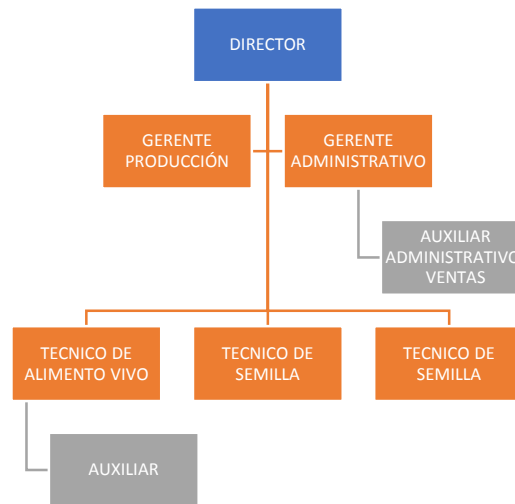 DIRECTOR
GERENTE
PRODUCCIÓN
GERENTE
ADMINISTRATIVO
AUXILIAR
ADMINISTRATIVO
VENTAS
TECNICO DE
ALIMENTO VIVO
TECNICO DE
SEMILLA
TECNICO DE
SEMILLA
AUXILIAR